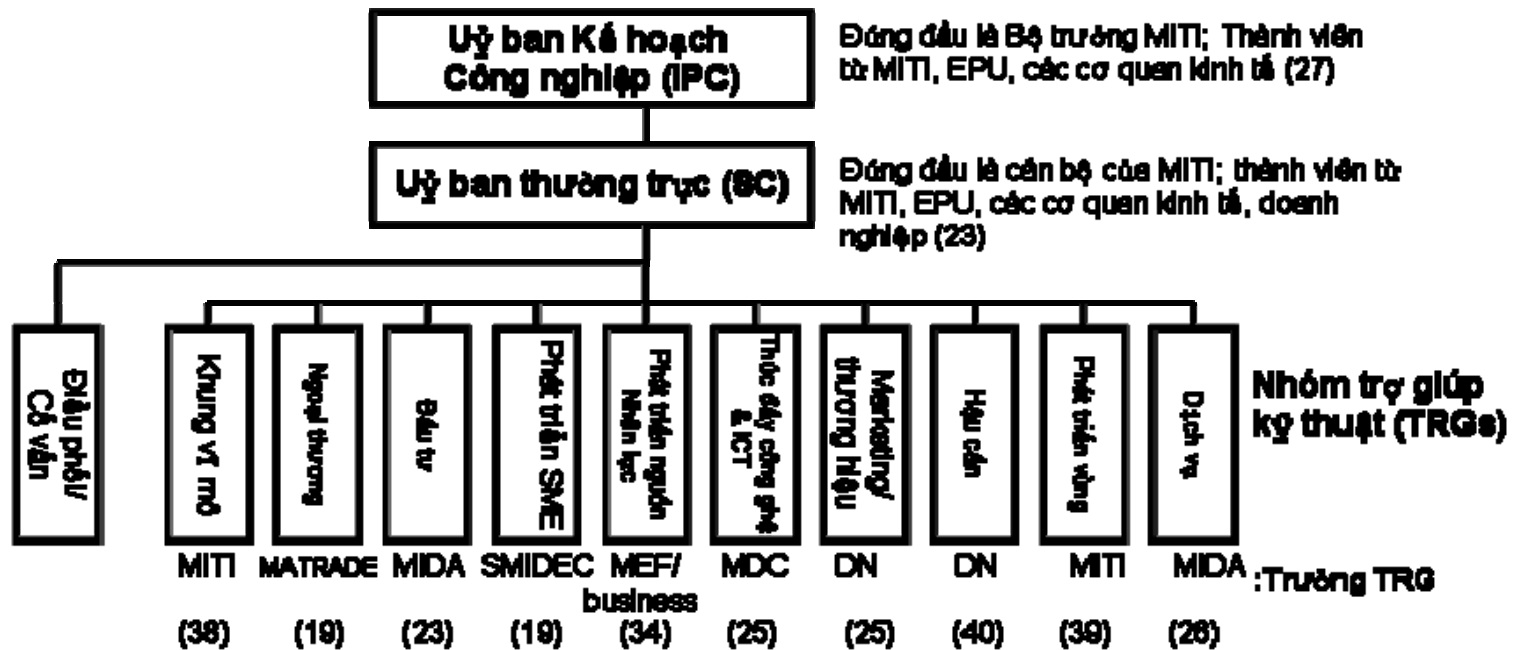 Uỷ ban Kế hoạch
Công nghiệp (IPC)
Đứng đầu là Bộ trưởng MITI; Thành viên
từ MITI, EPU, các cơ quan kinh tế (27)
Uỷ ban thường trực (SC)
Đứng đầu là cán bộ của MITI; thành viên từ
MITI, EPU, các cơ quan kinh tế, doanh
nghiệp (23)
Điều phối/
Cố vấn
Khung vĩ mô
Ngoại thương
Đầu tư
Phát triển SME
Phát triển nguồn
Nhân lực
Thúc đẩy công nghệ
& ICT
Marketing/
thương hiệu
Hậu cần
Phát triển vùng
Dịch vụ
Nhóm trợ giúp
kỹ thuật (TRGs)
MITI
MATRADE
MIDA
SMIDEC
MEF/
business
MDC
DN
DN
MITI
MIDA
:Trưởng TRG
(38)
(19)
(23)
(19)
(34)
(25)
(25)
(40)
(39)
(26)